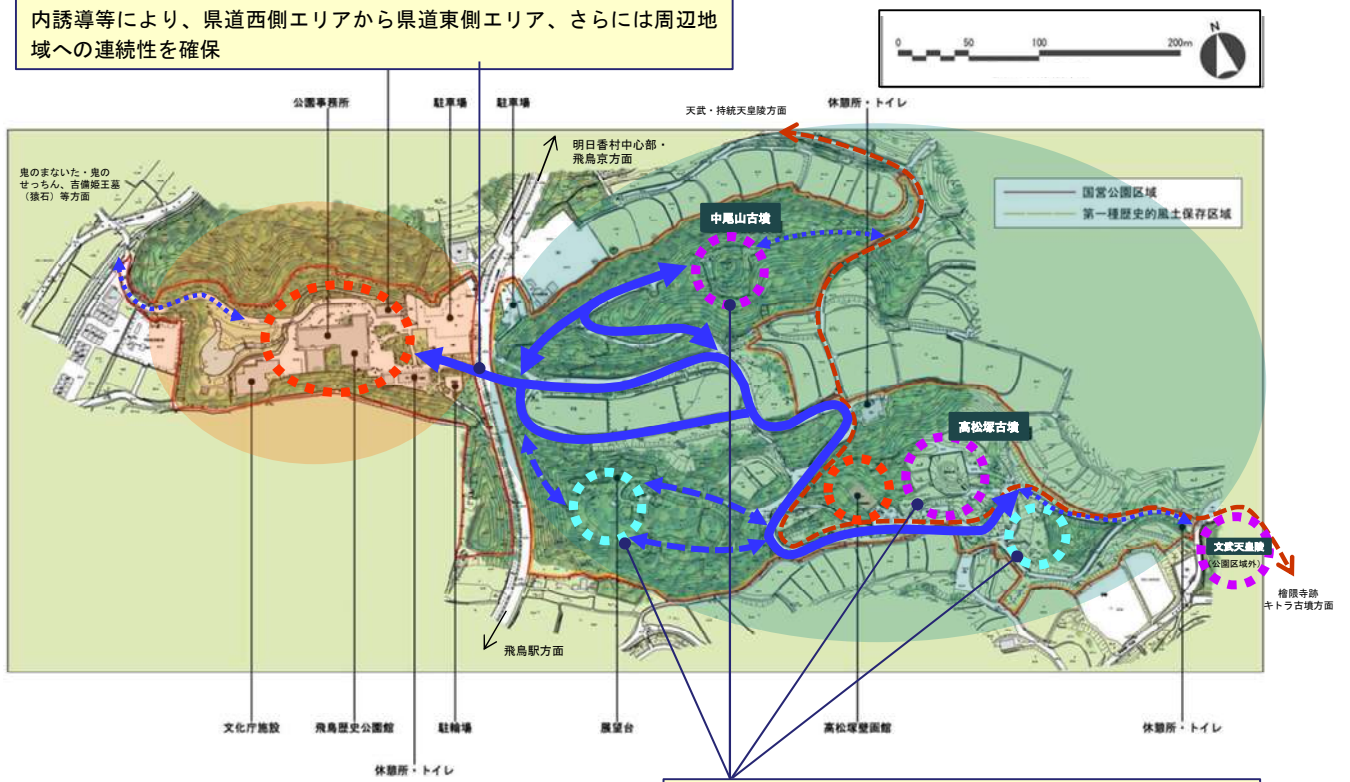 内誘導等により、県道西側エリアから県道東側エリア、さらには周辺地
域への連続性を確保
0
50
100
200m
N
公園事務所
駐車場
駐車場
天武・持統天皇陵方面
休憩所・トイレ
明日香村中心部・
飛鳥京方面
鬼のまないた・鬼の
せっちん、吉備姫王墓
（猿石）等方面
国営公園区域
第一種歴史的風土保存区域
中尾山古墳
高松塚古墳
文武天皇陵
（公園区域外）
檜隈寺跡
キトラ古墳方面
飛鳥駅方面
文化庁施設
飛鳥歴史公園館
駐輪場
展望台
高松塚壁画館
休憩所・トイレ
休憩所・トイレ